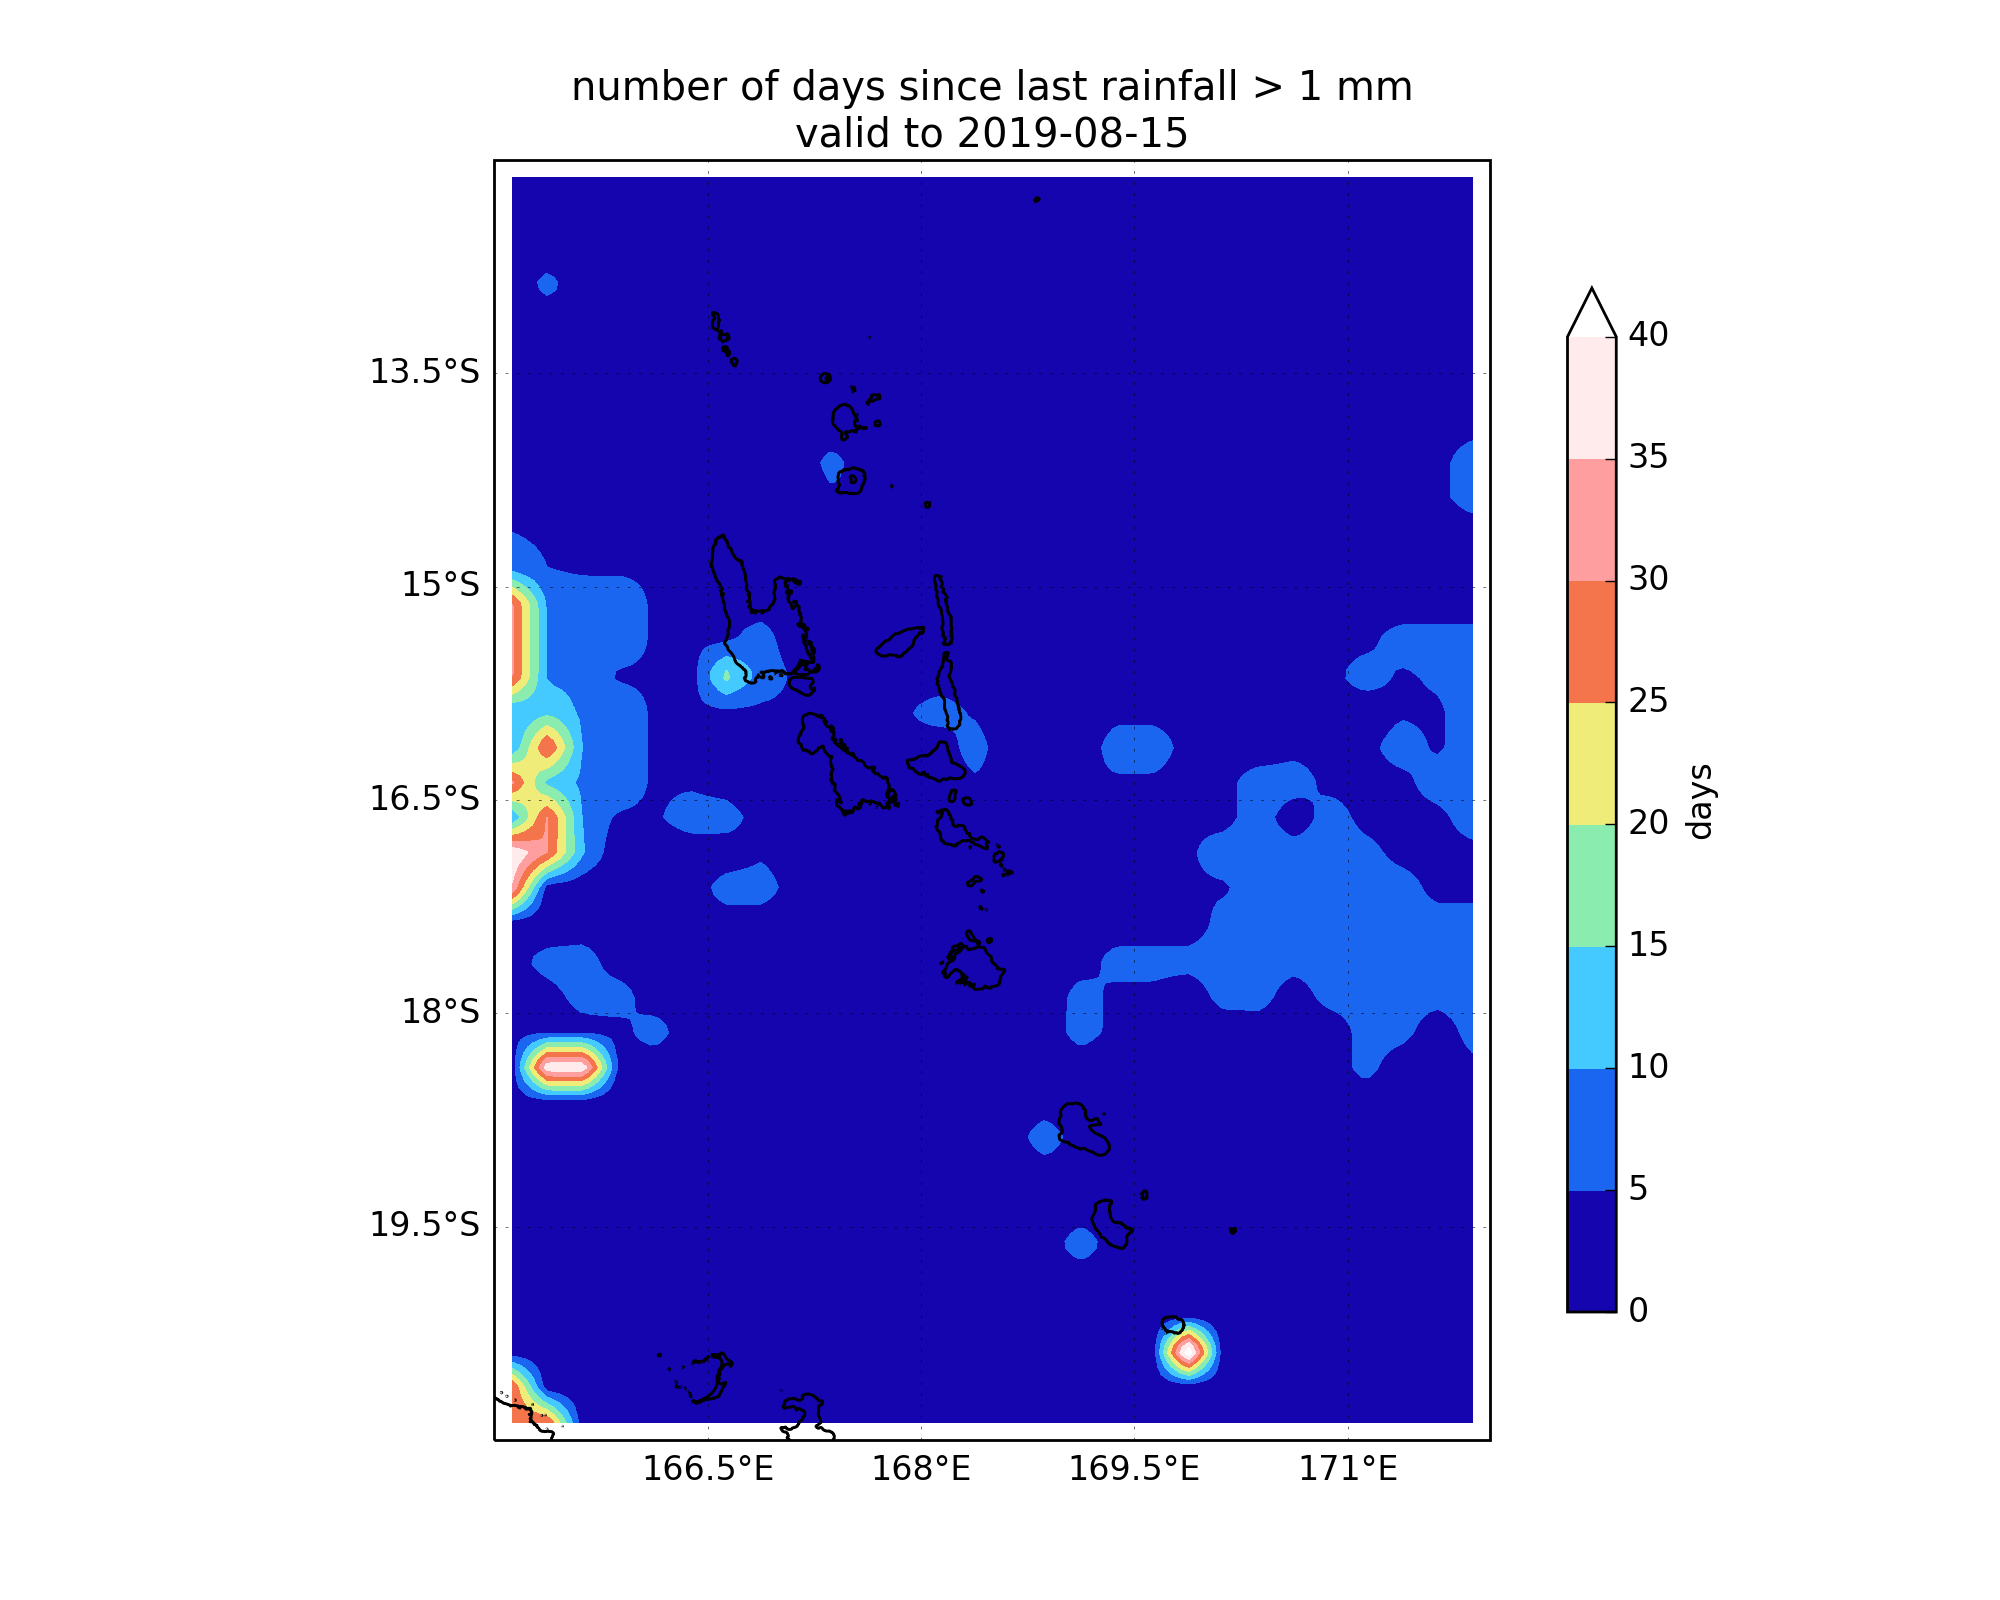 number of days since last rainfall > 1 mm
valid to 2019-08-15
13.5°S
15°S
16.5°S
18°S
19.5°S
166.5°E
168°E
169.5°E
171°E
40
35
30
25
20
15
10
5
0
days